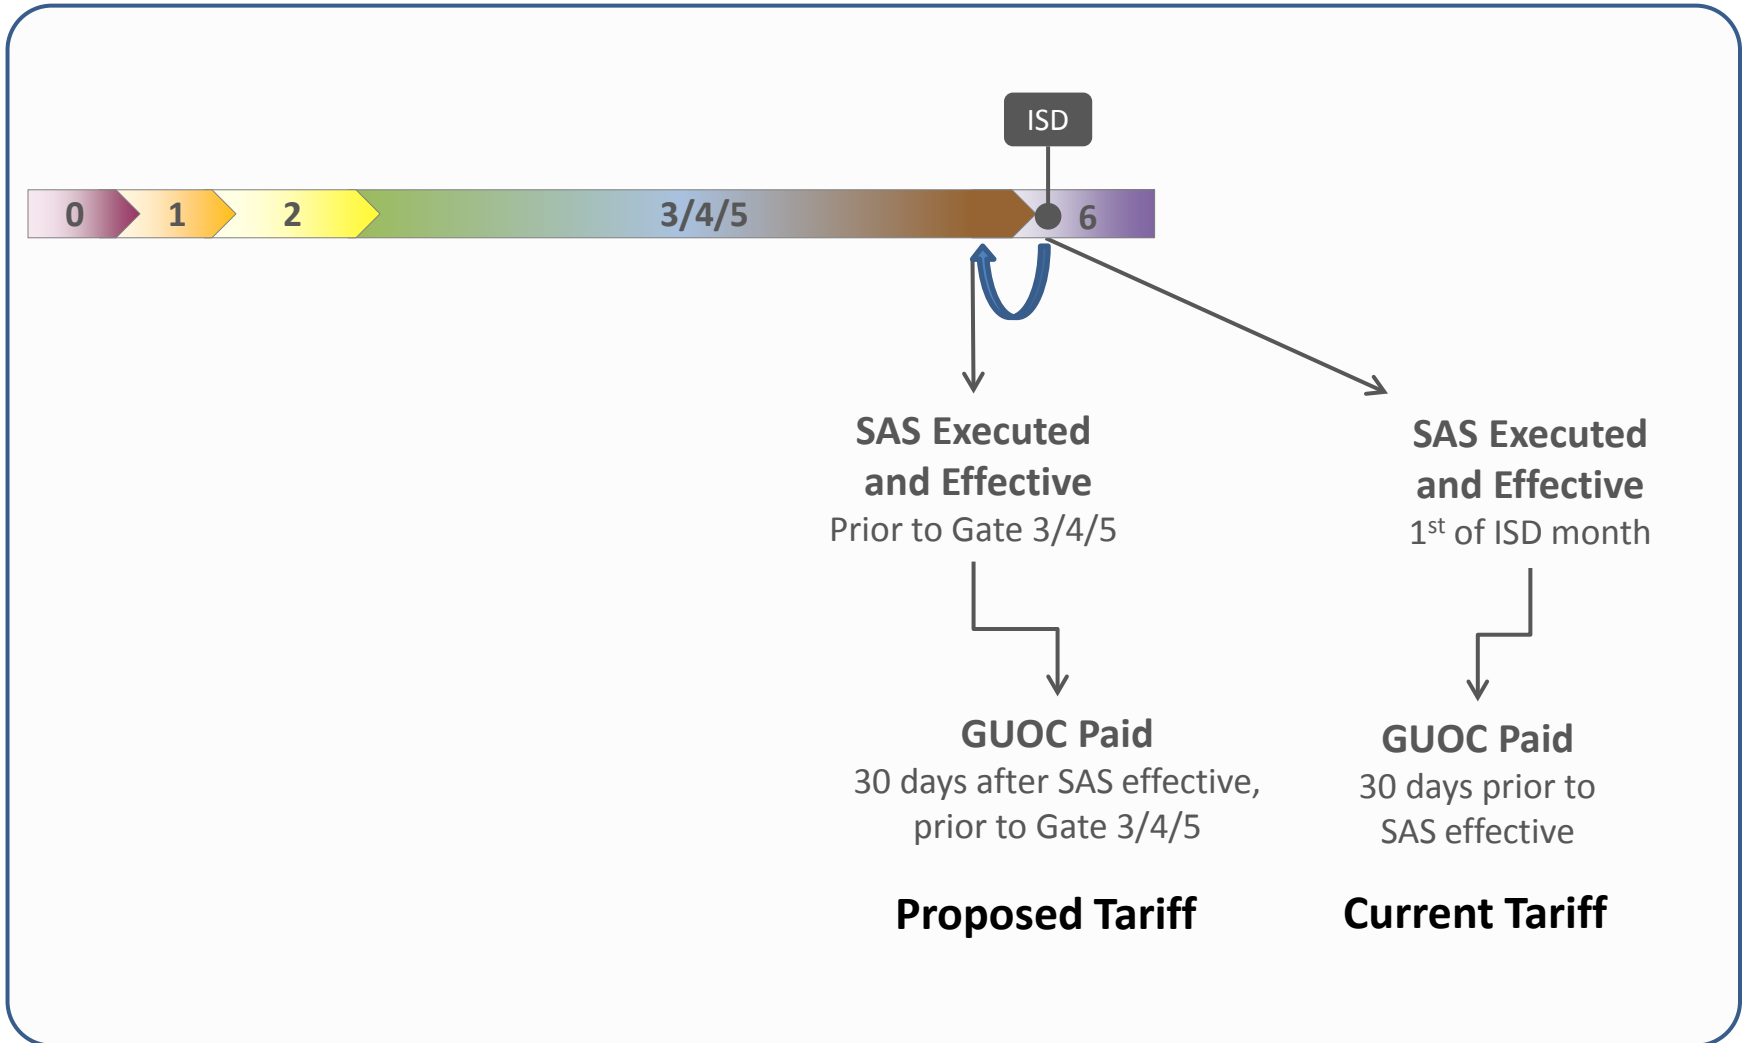 ISD
0
1
2
3/4/5
6
SAS Executed
and Effective
Prior to Gate 3/4/5
GUOC Paid
30 days after SAS effective,
prior to Gate 3/4/5
Proposed Tariff
SAS Executed
and Effective
1st of ISD month
GUOC Paid
30 days prior to
SAS effective
Current Tariff